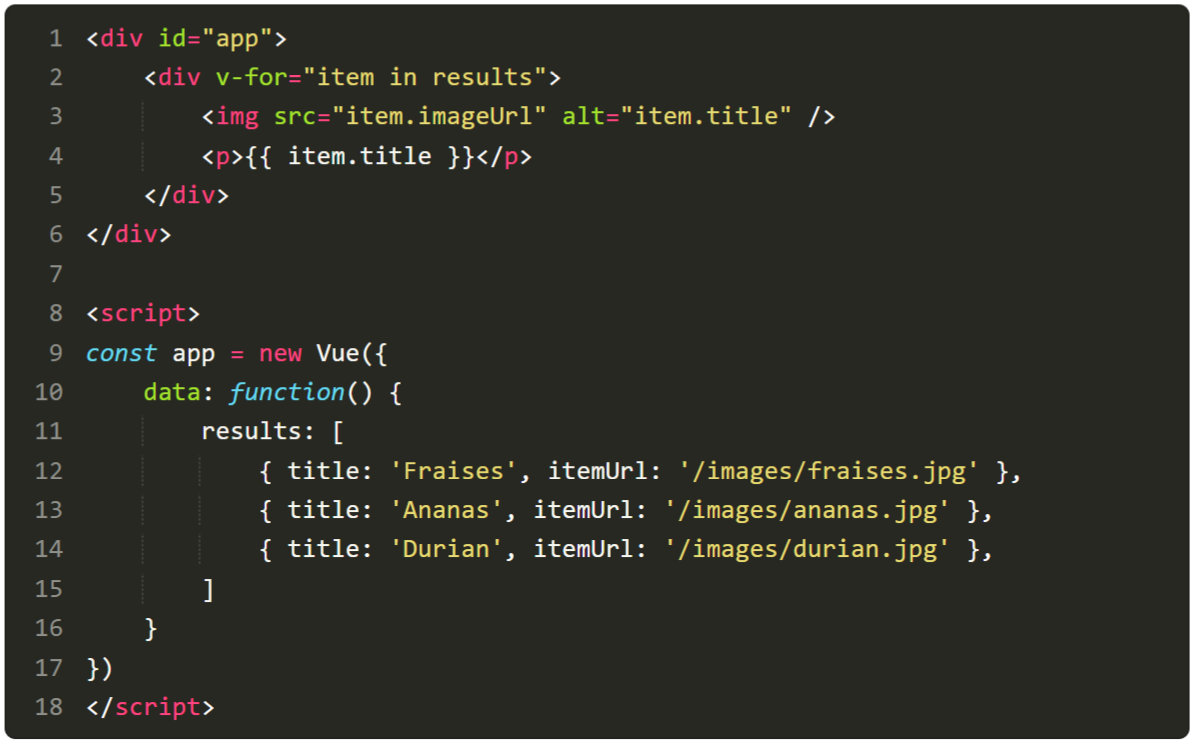 1 <div id="app">
2     <div v-for="item in results">
3         <img src="item.imageUrl" alt="item.title" />
4         <p>{{ item.title }}</p>
5     </div>
6 </div>
7
8 <script>
9 const app = new Vue({
10     data: function() {
11         results: [
12             { title: 'Fraises', itemUrl: '/images/fraises.jpg' },
13             { title: 'Ananas', itemUrl: '/images/ananas.jpg' },
14             { title: 'Durian', itemUrl: '/images/durian.jpg' },
15         ]
16     }
17 })
18 </script>